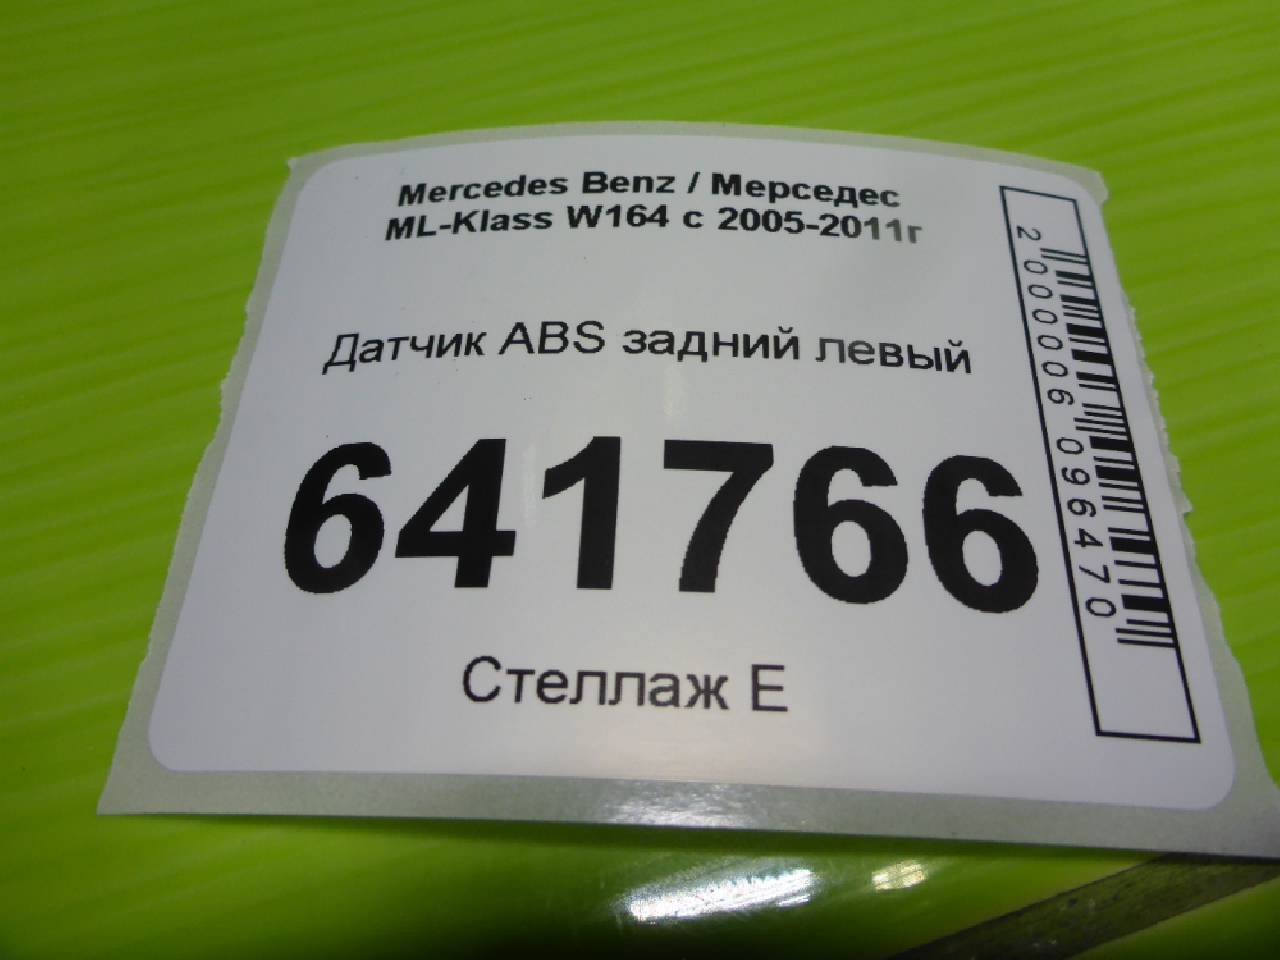 Mercedes Benz / Мерседес
ML-Klass W164 с 2005-2011г
Датчик ABS задний левый
641766
Стеллаж Е
2000006096470